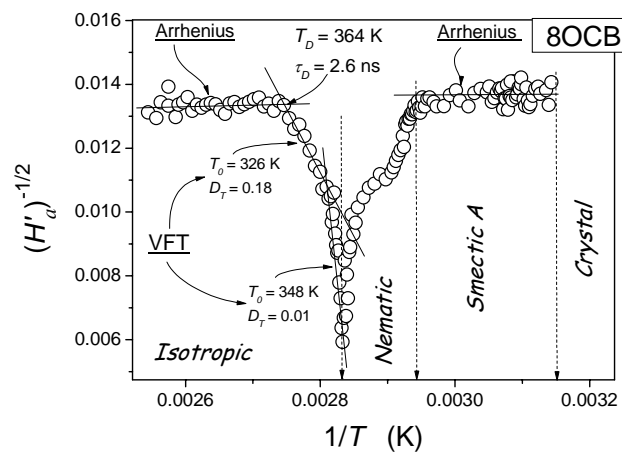 8OCB
Arrhenius
T_D = 364 K
τ_D = 2.6 ns
Arrhenius
T_0 = 326 K
D_T = 0.18
VFT
T_0 = 348 K
D_T = 0.01
Isotropic
Nematic
Smectic A
Crystal
(H'_a)^{-1/2}
0.016
0.014
0.012
0.010
0.008
0.006
0.0026
0.0028
0.0030
0.0032
1/T (K)